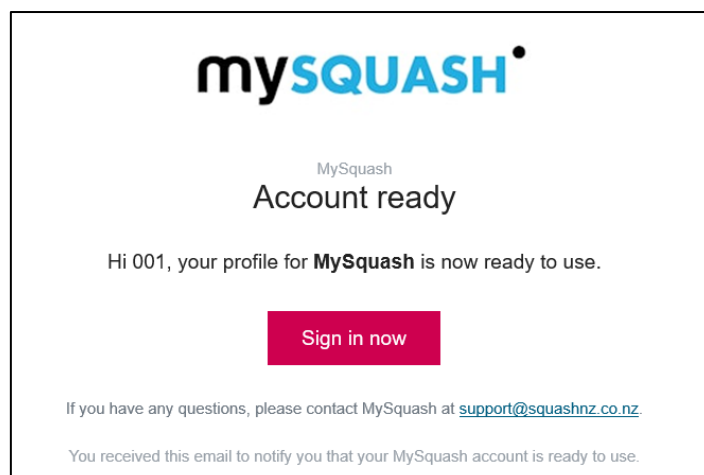 mySQUASH
MySquash
Account ready
Hi 001, your profile for MySquash is now ready to use.
Sign in now
If you have any questions, please contact MySquash at support@squashnz.co.nz.
You received this email to notify you that your MySquash account is ready to use.